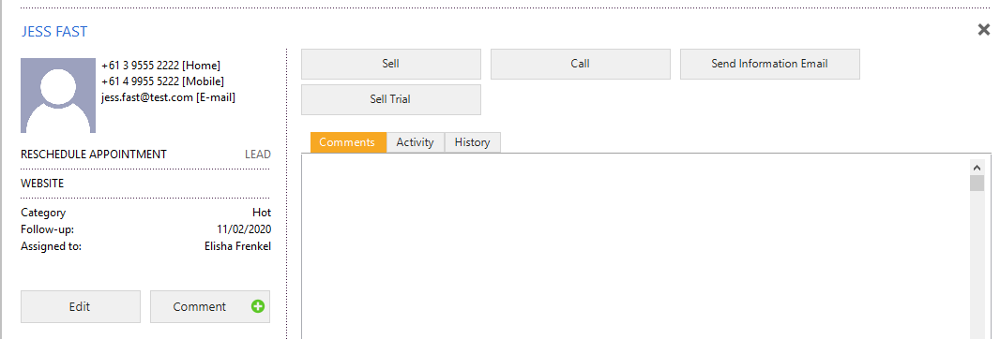 JESS FAST
+61 3 9555 2222 [Home]
+61 4 9955 5222 [Mobile]
jess.fast@test.com [E-mail]
RESCHEDULE APPOINTMENT LEAD
WEBSITE
Category Hot
Follow-up: 11/02/2020
Assigned to: Elisha Frenkel
Edit Comment
Sell Call Send Information Email
Sell Trial
Comments Activity History